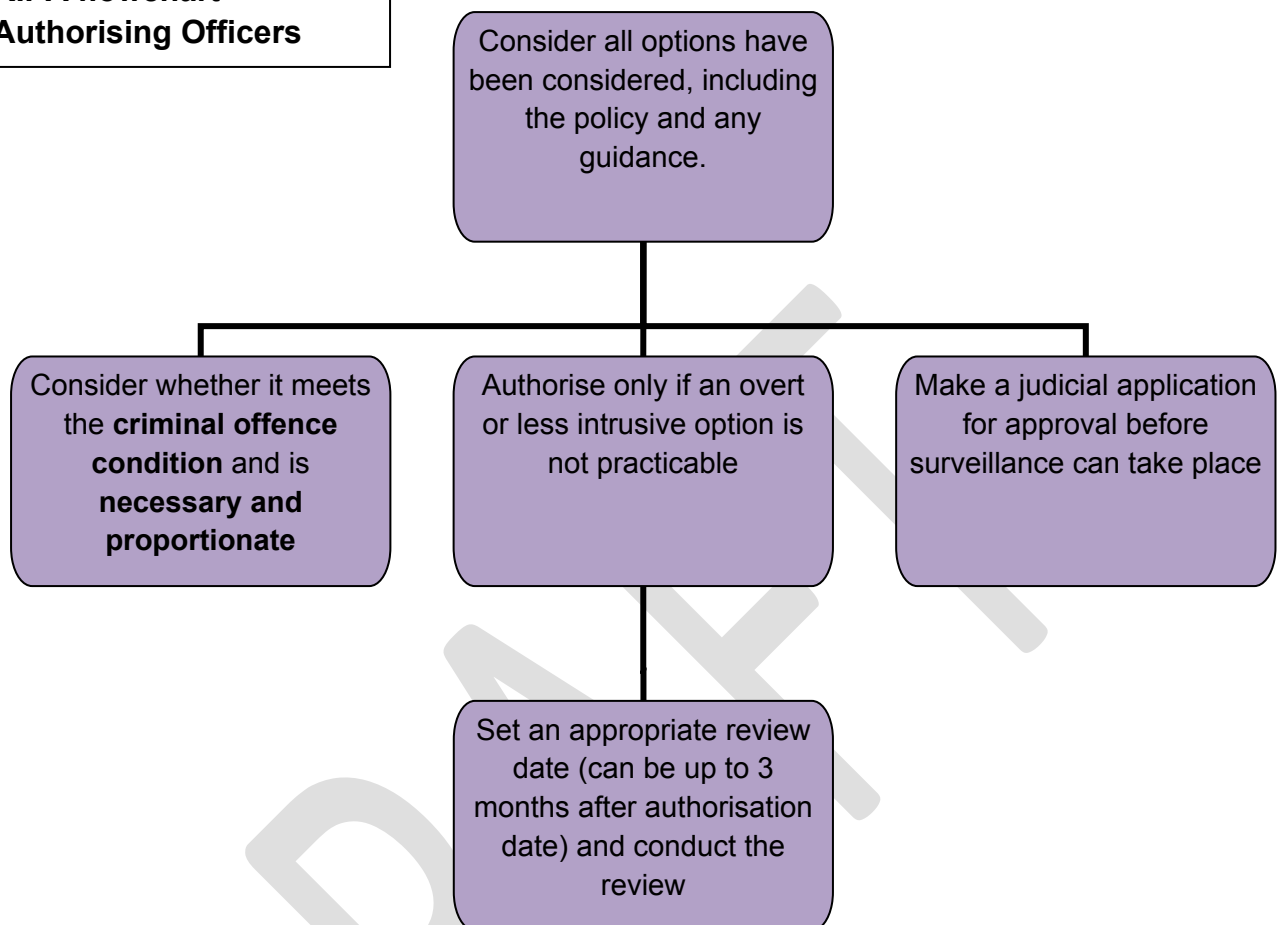 Authorising Officers
Consider all options have
been considered, including
the policy and any
guidance.
Consider whether it meets
the criminal offence
condition and is
necessary and
proportionate
Authorise only if an overt
or less intrusive option is
not practicable
Make a judicial application
for approval before
surveillance can take place
Set an appropriate review
date (can be up to 3
months after authorisation
date) and conduct the
review
DRAFT